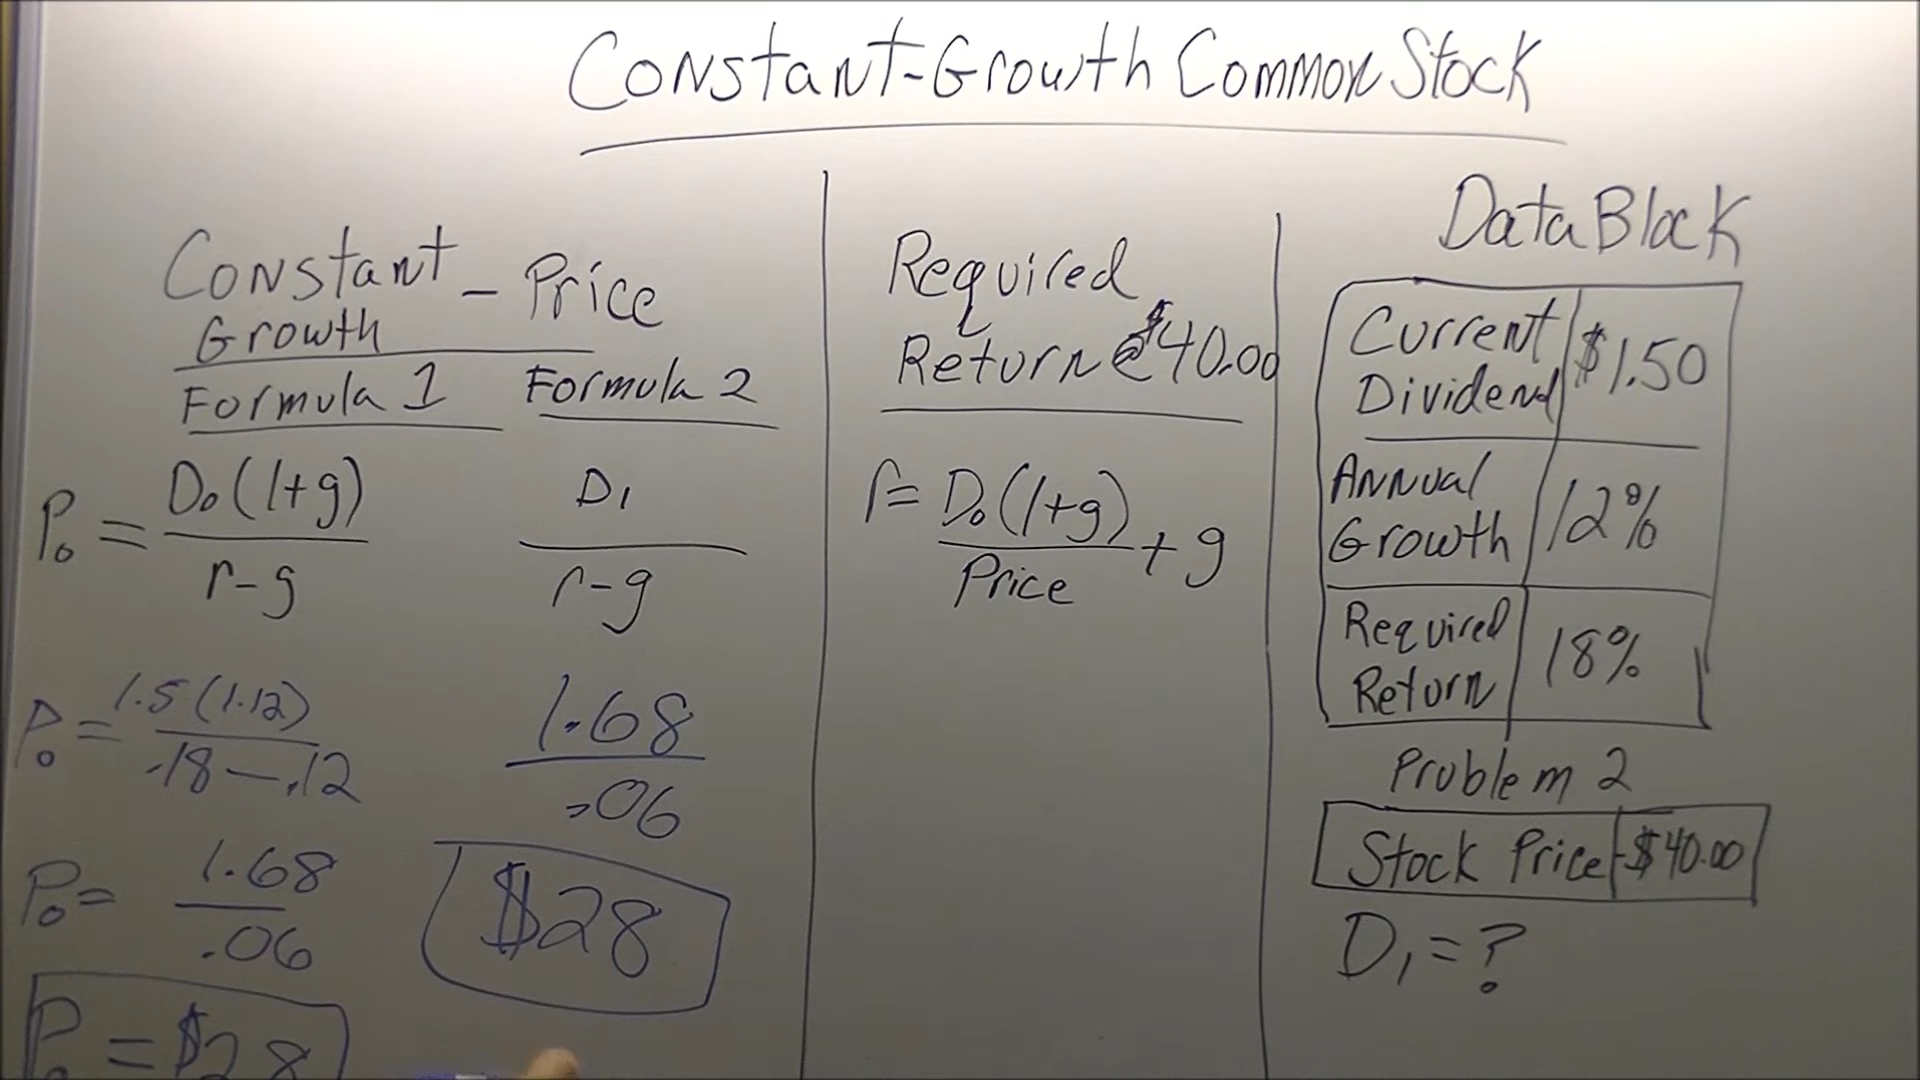 Constant-Growth Common Stock
Constant
Growth
- Price
Formula 1
Formula 2
P₀ = D₀(1+g)
r-g
D₁
r-g
P₀ = 1.5(1.12)
.18 - .12
1.68
.06
P₀ = 1.68
.06
$28
P₀ = $28
Required
Return @ $40.00
r = D₀(1+g) + g
Price
Data Block
Current
Dividend
$1.50
Annual
Growth
12%
Required
Return
18%
Problem 2
Stock Price
$40.00
D₁ = ?